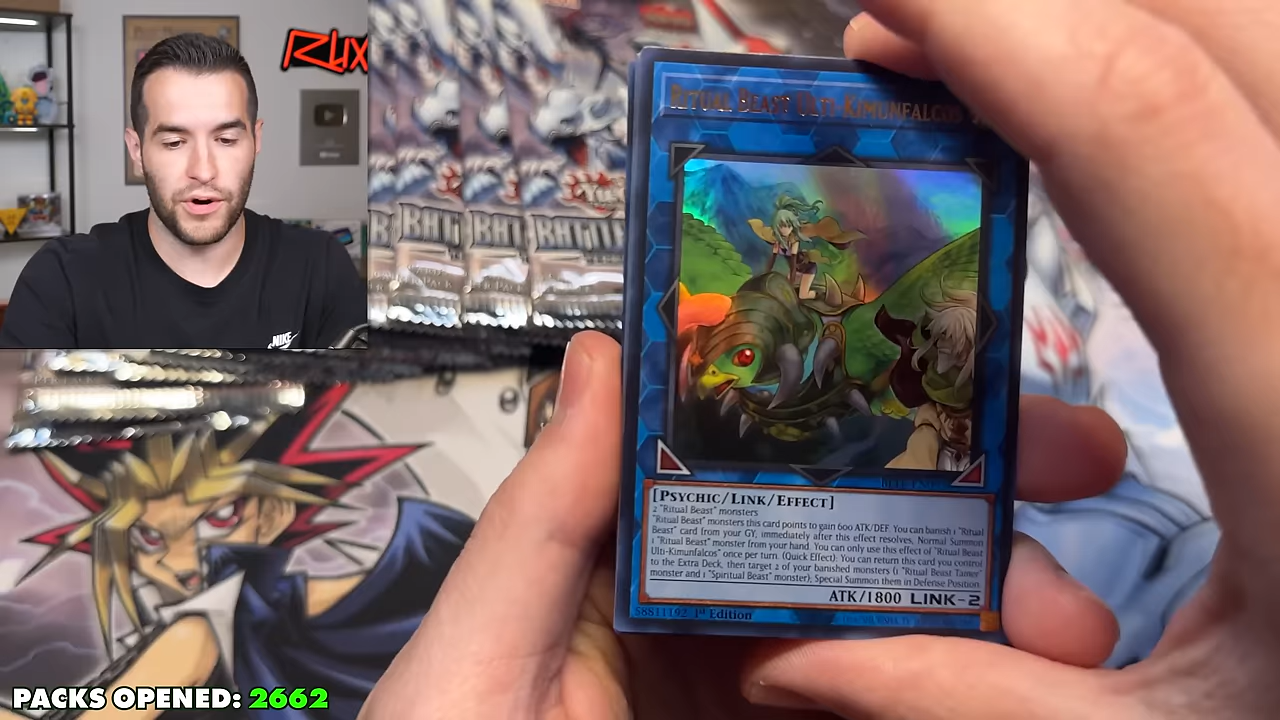 RUX
BATTLE
RITUAL BEAST ULTI-KIMUNFALCOS
[PSYCHIC/LINK/EFFECT]
2 "Ritual Beast" monsters
"Ritual Beast" monsters this card points to gain 600 ATK/DEF. You can banish 1 "Ritual
Beast" card from your GY, immediately after this effect resolves, Normal Summon
1 "Ritual Beast" monster from your hand. You can only use this effect of "Ritual Beast
Ulti-Kimunfalcos" once per turn. (Quick Effect): You can return this card you control
to the Extra Deck, then target 2 of your banished monsters (1 "Ritual Beast Tamer"
monster and 1 "Spiritual Beast" monster); Special Summon them in Defense Position.
ATK/1800 LINK-2
1st Edition
NIKE
PACKS OPENED: 2662